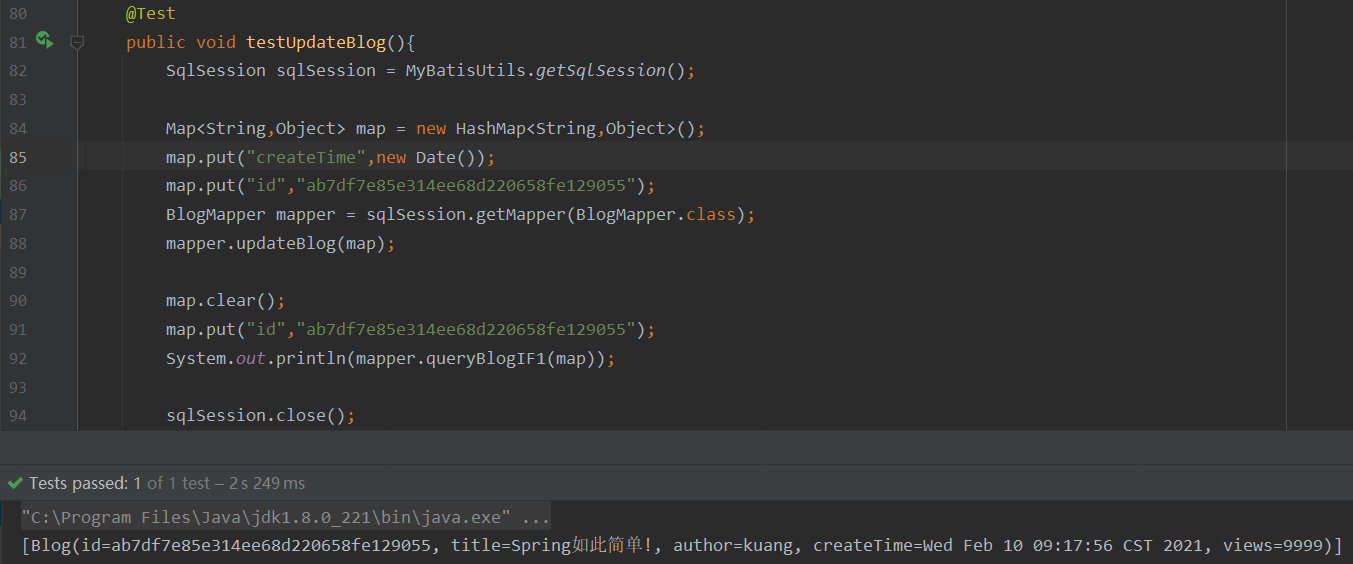 80 @Test
81 public void testUpdateBlog(){
82 SqlSession sqlSession = MyBatisUtils.getSqlSession();
83
84 Map<String,Object> map = new HashMap<String,Object>();
85 map.put("createTime",new Date());
86 map.put("id","ab7df7e85e314ee68d220658fe129055");
87 BlogMapper mapper = sqlSession.getMapper(BlogMapper.class);
88 mapper.updateBlog(map);
89
90 map.clear();
91 map.put("id","ab7df7e85e314ee68d220658fe129055");
92 System.out.println(mapper.queryBlogIF1(map));
93
94 sqlSession.close();
Tests passed: 1 of 1 test – 2 s 249 ms
"C:\Program Files\Java\jdk1.8.0_221\bin\java.exe" ...
[Blog(id=ab7df7e85e314ee68d220658fe129055, title=Spring如此简单!, author=kuang, createTime=Wed Feb 10 09:17:56 CST 2021, views=9999)]